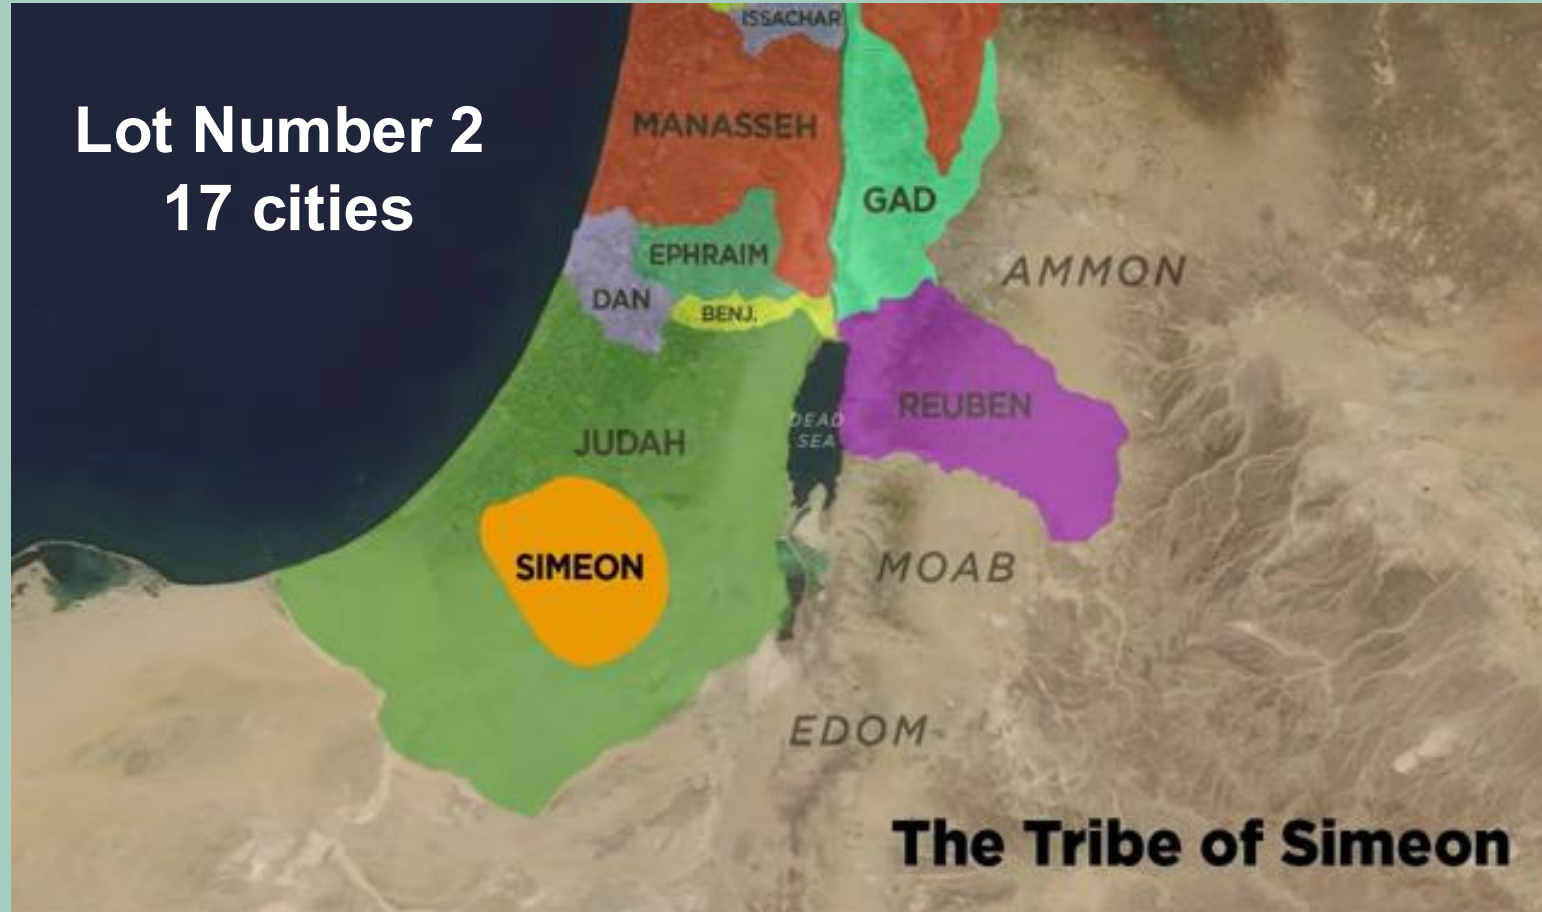 Lot Number 2
17 cities
ISSACHAR
MANASSEH
GAD
EPHRAIM
AMMON
DAN
BENJ.
REUBEN
DEAD
SEA
JUDAH
SIMEON
MOAB
EDOM
The Tribe of Simeon